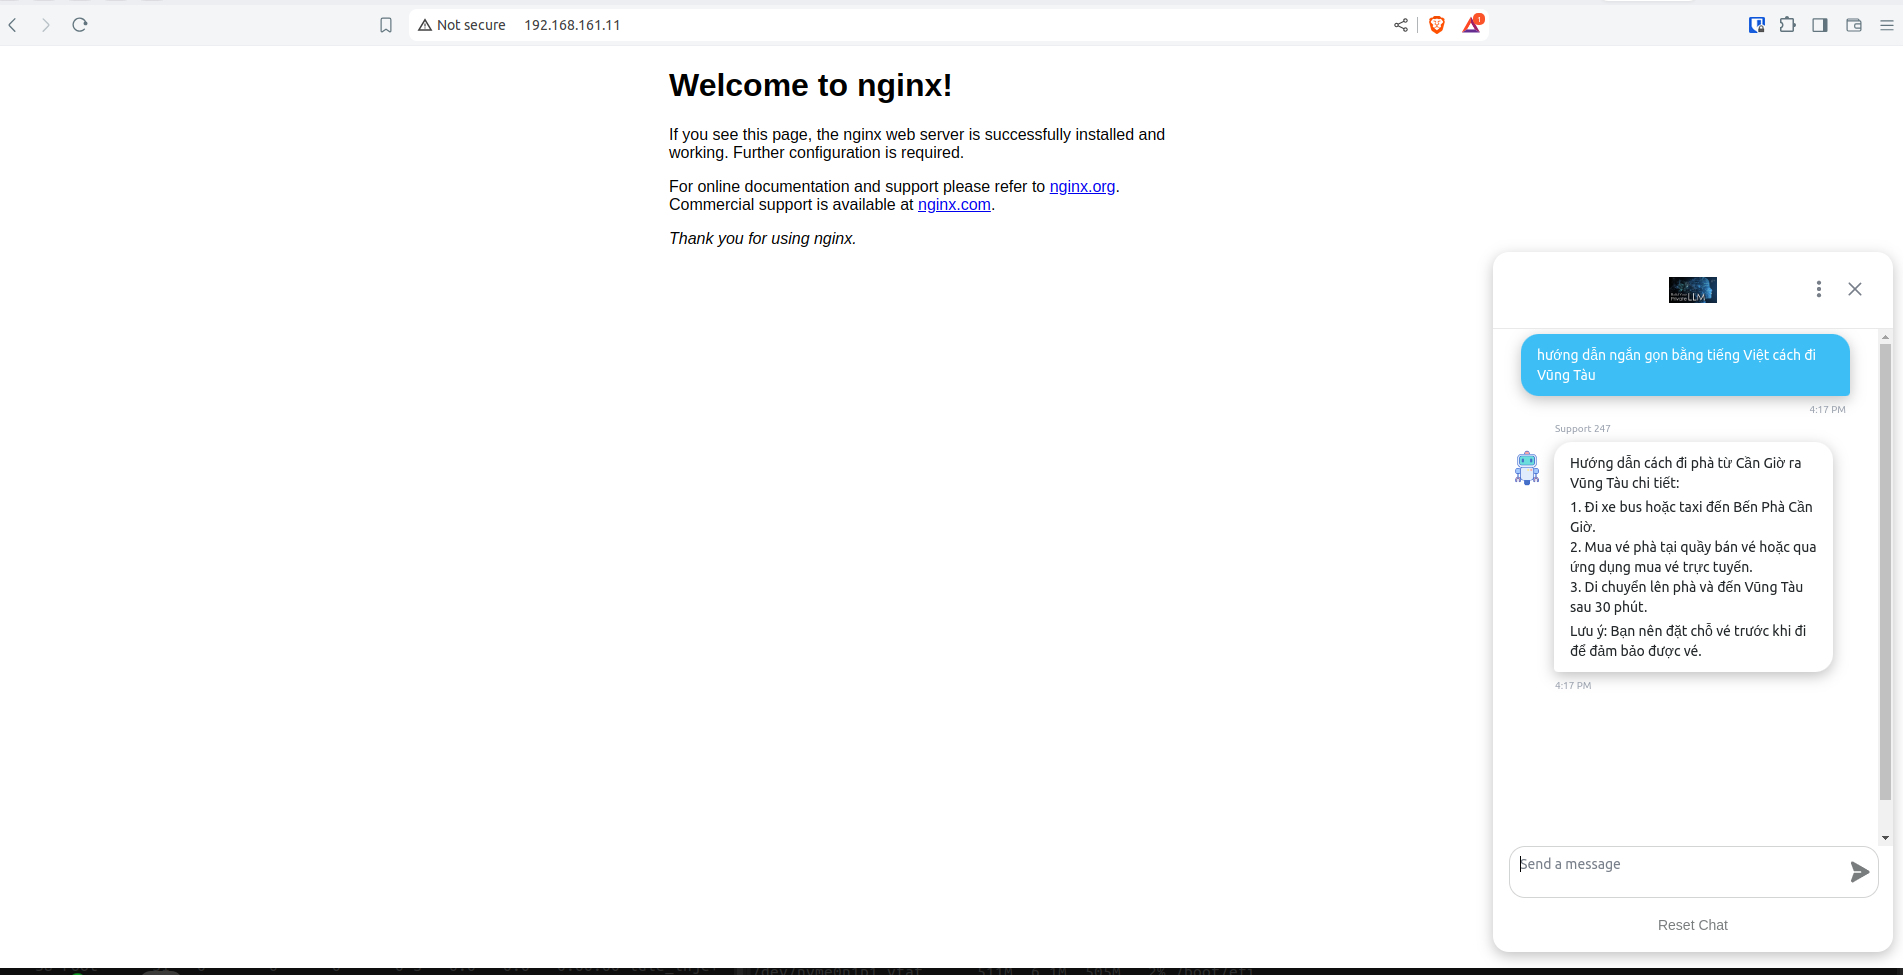 Not secure 192.168.161.11
1
Welcome to nginx!
If you see this page, the nginx web server is successfully installed and
working. Further configuration is required.
For online documentation and support please refer to nginx.org.
Commercial support is available at nginx.com.
Thank you for using nginx.
LLM
hướng dẫn ngắn gọn bằng tiếng Việt cách đi
Vũng Tàu
4:17 PM
Support 247
Hướng dẫn cách đi phà từ Cần Giờ ra
Vũng Tàu chi tiết:
1. Đi xe bus hoặc taxi đến Bến Phà Cần
Giờ.
2. Mua vé phà tại quầy bán vé hoặc qua
ứng dụng mua vé trực tuyến.
3. Di chuyển lên phà và đến Vũng Tàu
sau 30 phút.
Lưu ý: Bạn nên đặt chỗ vé trước khi đi
để đảm bảo được vé.
4:17 PM
Send a message
Reset Chat